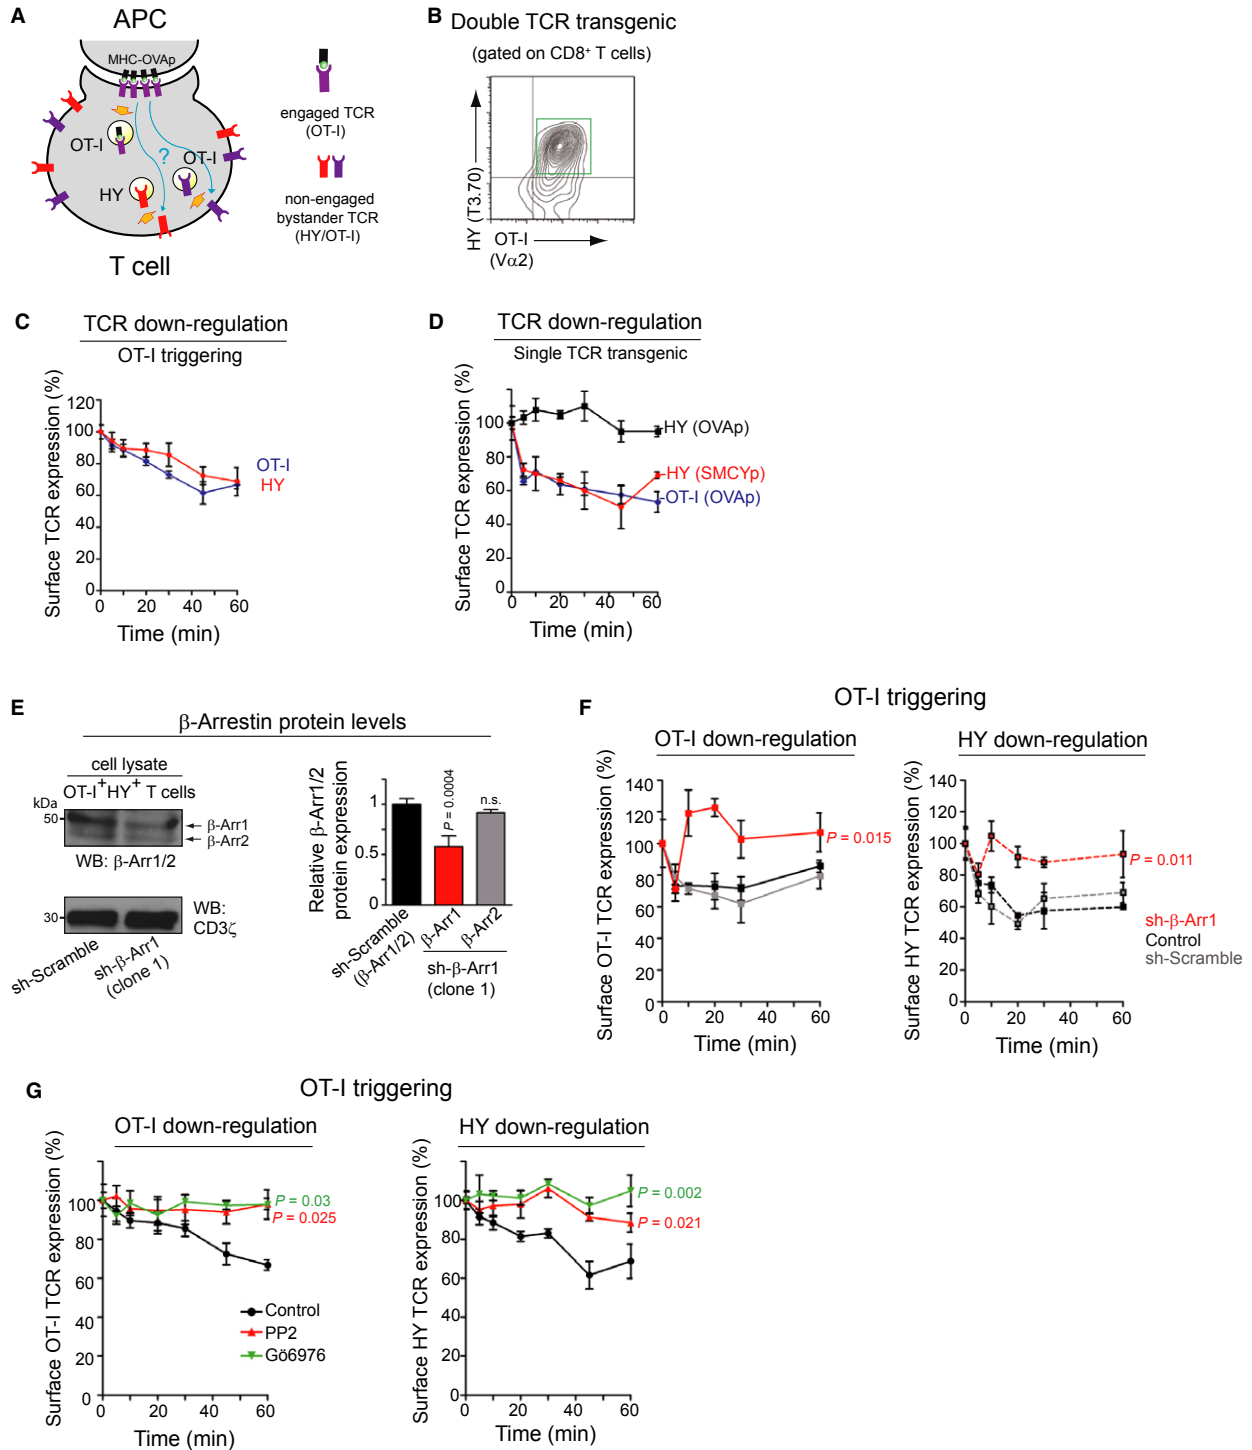 A
APC
MHC-OVAp
OT-I
?
OT-I
HY
T cell
engaged TCR
(OT-I)
non-engaged
bystander TCR
(HY/OT-I)
B
Double TCR transgenic
(gated on CD8⁺ T cells)
HY (T3.70)
OT-I
(Vα2)
C
TCR down-regulation
OT-I triggering
Surface TCR expression (%)
120
100
80
60
40
20
0
0 20 40 60
Time (min)
OT-I
HY
D
TCR down-regulation
Single TCR transgenic
Surface TCR expression (%)
100
80
60
40
20
0
0 20 40 60
Time (min)
HY (OVAp)
HY (SMCYp)
OT-I (OVAp)
E
β-Arrestin protein levels
cell lysate
OT-I⁺HY⁺ T cells
kDa
50
β-Arr1
β-Arr2
WB: β-Arr1/2
30
WB:
CD3ζ
sh-Scramble
sh-β-Arr1
(clone 1)
Relative β-Arr1/2
protein expression
1
0.5
0
P = 0.0004
n.s.
sh-Scramble
(β-Arr1/2)
β-Arr1
β-Arr2
sh-β-Arr1
(clone 1)
F
OT-I triggering
OT-I down-regulation
Surface OT-I TCR expression (%)
140
120
100
80
60
40
20
0
0 20 40 60
Time (min)
P = 0.015
HY down-regulation
Surface HY TCR expression (%)
140
120
100
80
60
40
20
0
0 20 40 60
Time (min)
P = 0.011
sh-β-Arr1
Control
sh-Scramble
G
OT-I triggering
OT-I down-regulation
Surface OT-I TCR expression (%)
100
80
60
40
20
0
0 20 40 60
Time (min)
P = 0.03
P = 0.025
Control
PP2
Gö6976
HY down-regulation
Surface HY TCR expression (%)
100
80
60
40
20
0
0 20 40 60
Time (min)
P = 0.002
P = 0.021